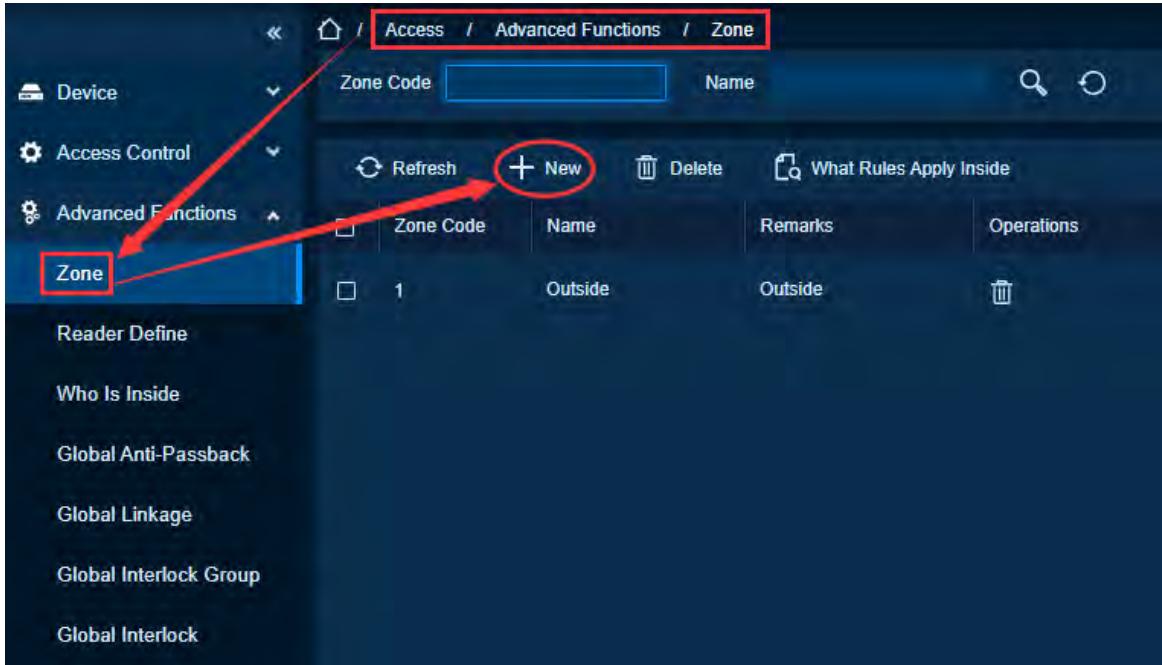 « / Access / Advanced Functions / Zone
Zone Code Name
Device
Access Control
Advanced Functions
Zone
Reader Define
Who Is Inside
Global Anti-Passback
Global Linkage
Global Interlock Group
Global Interlock
Refresh New Delete What Rules Apply Inside
Zone Code Name Remarks Operations
1 Outside Outside